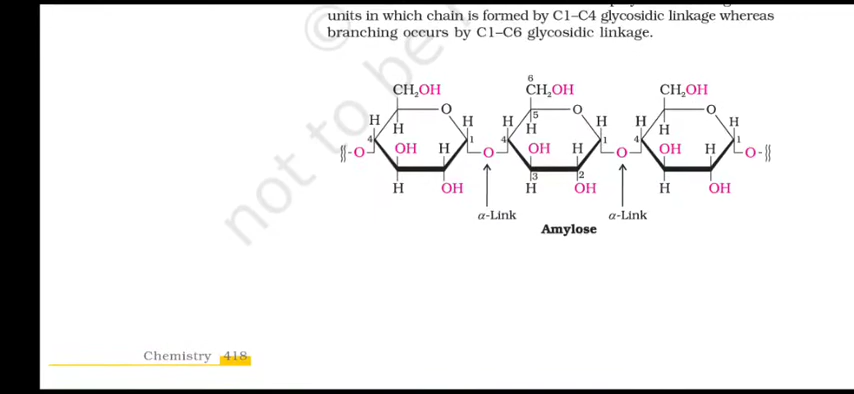 units in which chain is formed by C1–C4 glycosidic linkage whereas
branching occurs by C1–C6 glycosidic linkage.
© not to be
6
CH₂OH CH₂OH CH₂OH
O O O
H H H 5 H H H
H H H
4 OH H 1 4 OH H 1 4 OH H 1
-O O O O-
3 2
H OH H OH H OH
α-Link α-Link
Amylose
Chemistry 418